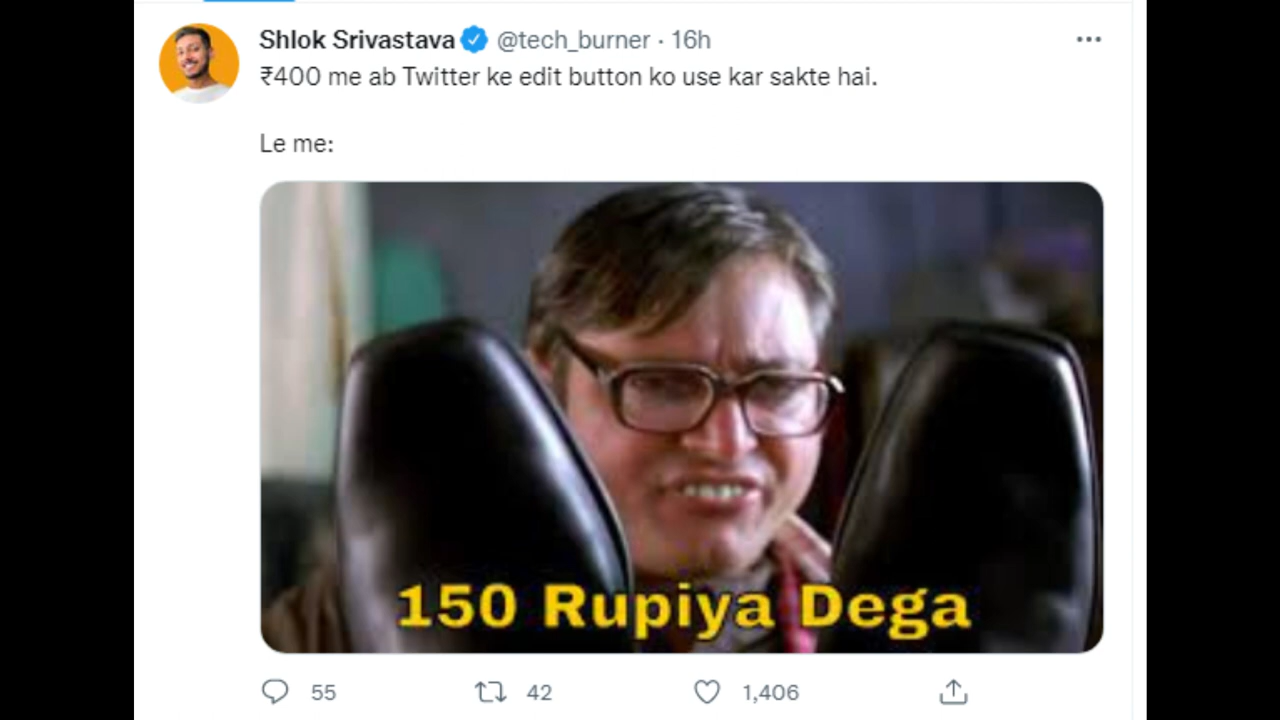 Shlok Srivastava @tech_burner · 16h
₹400 me ab Twitter ke edit button ko use kar sakte hai.
Le me:
150 Rupiya Dega
55 42 1,406